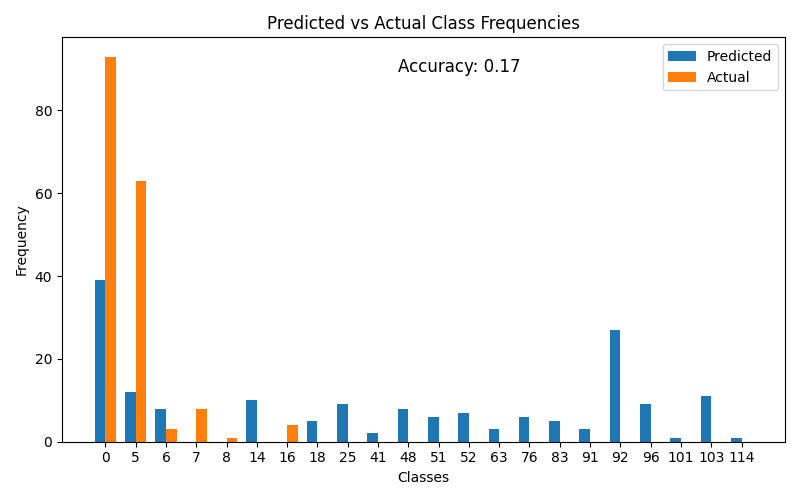 Predicted vs Actual Class Frequencies
Accuracy: 0.17
Predicted
Actual
Frequency
80
60
40
20
0
0 5 6 7 8 14 16 18 25 41 48 51 52 63 76 83 91 92 96 101 103 114
Classes